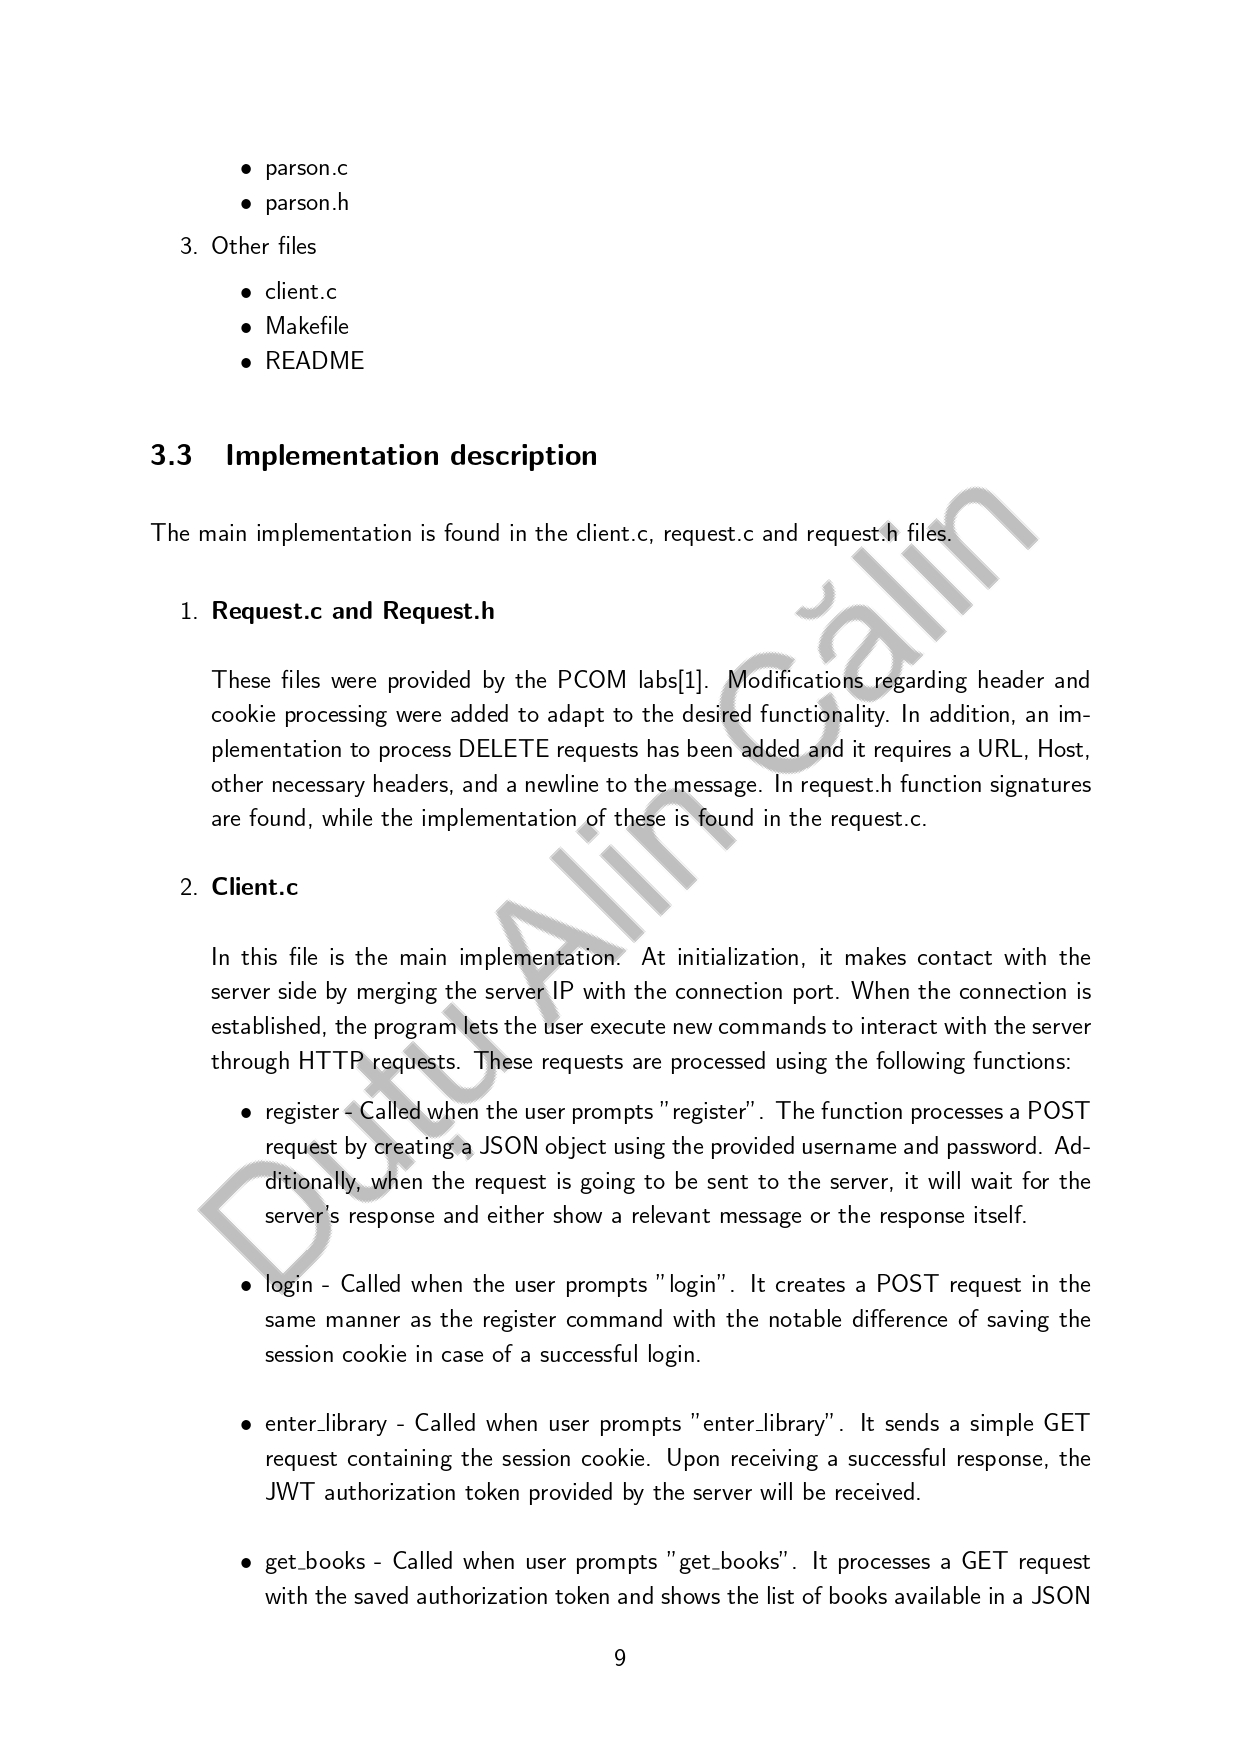 • parson.c
• parson.h
3. Other files
• client.c
• Makefile
• README
3.3 Implementation description
The main implementation is found in the client.c, request.c and request.h files.
1. Request.c and Request.h
These files were provided by the PCOM labs[1]. Modifications regarding header and
cookie processing were added to adapt to the desired functionality. In addition, an im-
plementation to process DELETE requests has been added and it requires a URL, Host,
other necessary headers, and a newline to the message. In request.h function signatures
are found, while the implementation of these is found in the request.c.
2. Client.c
In this file is the main implementation. At initialization, it makes contact with the
server side by merging the server IP with the connection port. When the connection is
established, the program lets the user execute new commands to interact with the server
through HTTP requests. These requests are processed using the following functions:
• register - Called when the user prompts ”register”. The function processes a POST
request by creating a JSON object using the provided username and password. Ad-
ditionally, when the request is going to be sent to the server, it will wait for the
server’s response and either show a relevant message or the response itself.
• login - Called when the user prompts ”login”. It creates a POST request in the
same manner as the register command with the notable difference of saving the
session cookie in case of a successful login.
• enter_library - Called when user prompts ”enter_library”. It sends a simple GET
request containing the session cookie. Upon receiving a successful response, the
JWT authorization token provided by the server will be received.
• get_books - Called when user prompts ”get_books”. It processes a GET request
with the saved authorization token and shows the list of books available in a JSON
9
Duțu Alin Călin